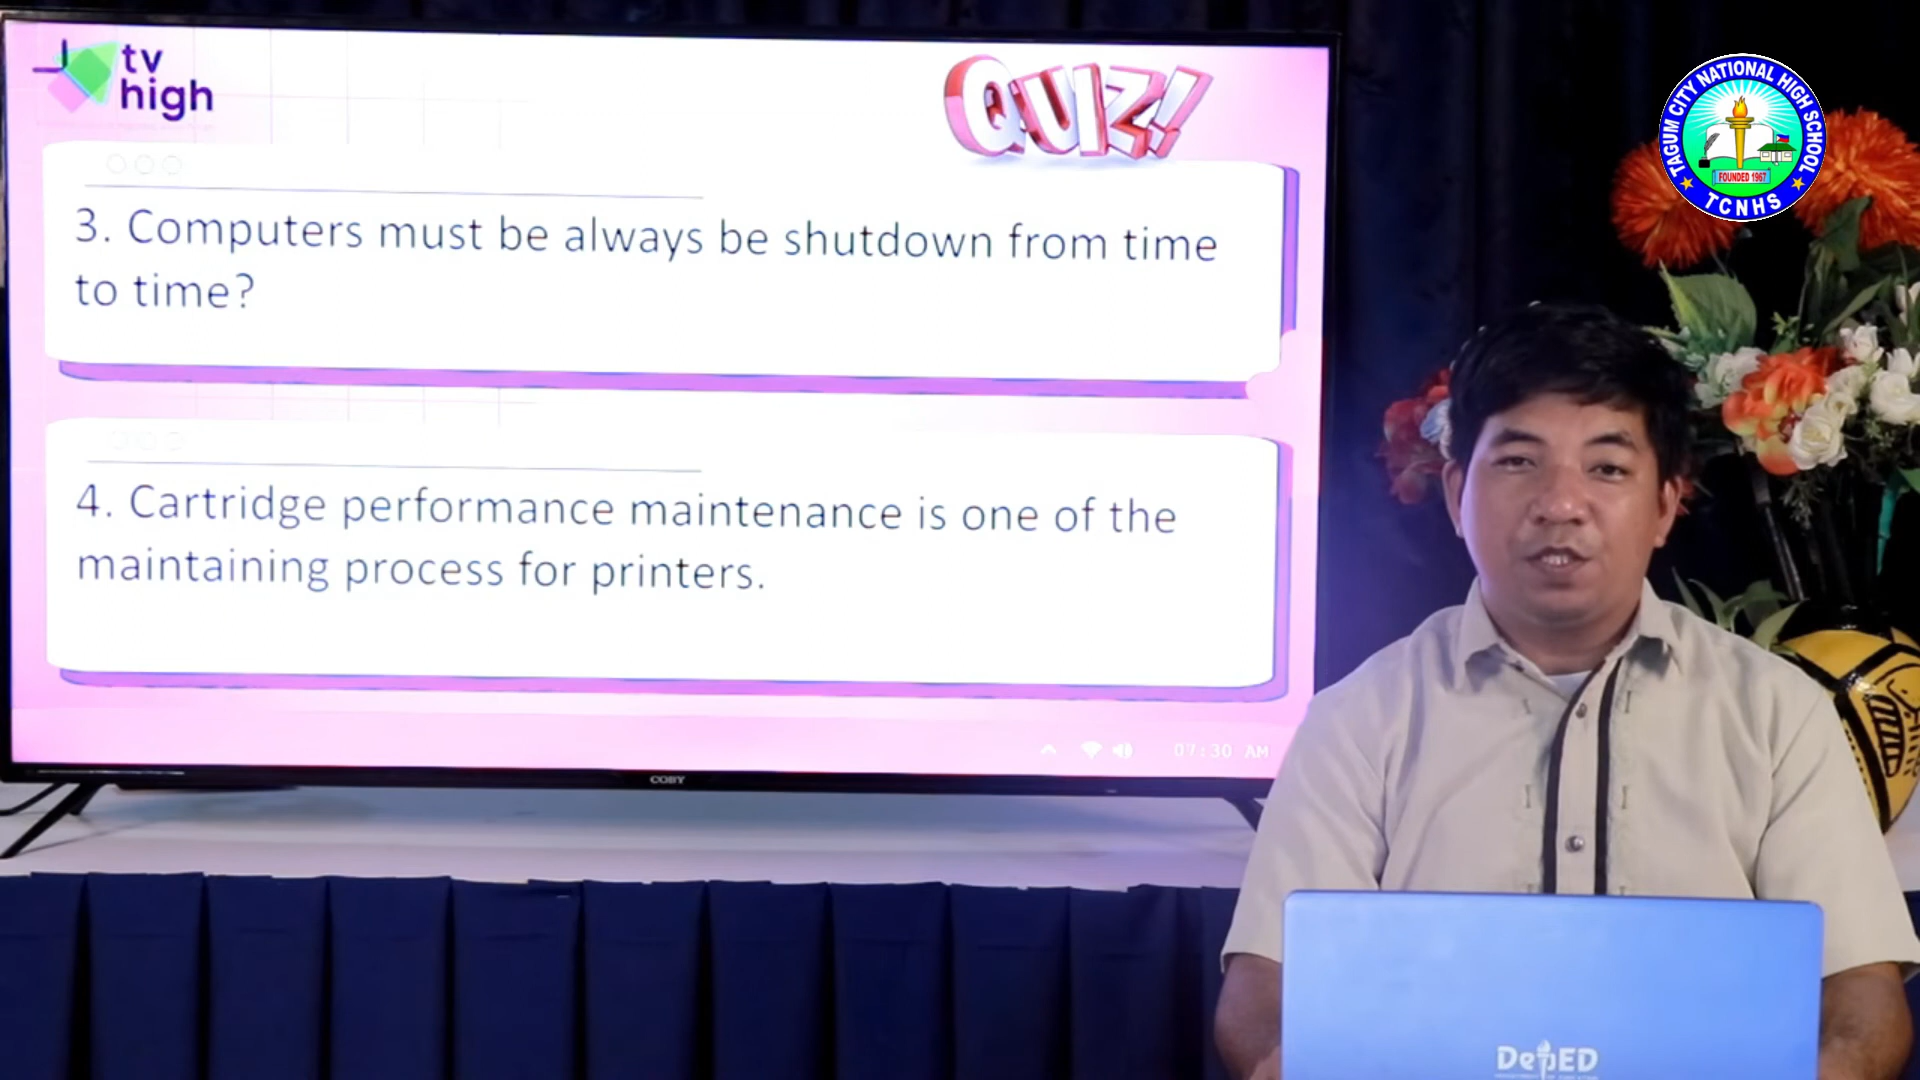 tv
high
QUIZ!
3. Computers must be always be shutdown from time
to time?
4. Cartridge performance maintenance is one of the
maintaining process for printers.
07:30 AM
COBY
TAGUM CITY NATIONAL HIGH SCHOOL
FOUNDED 1967
TCNHS
DepED